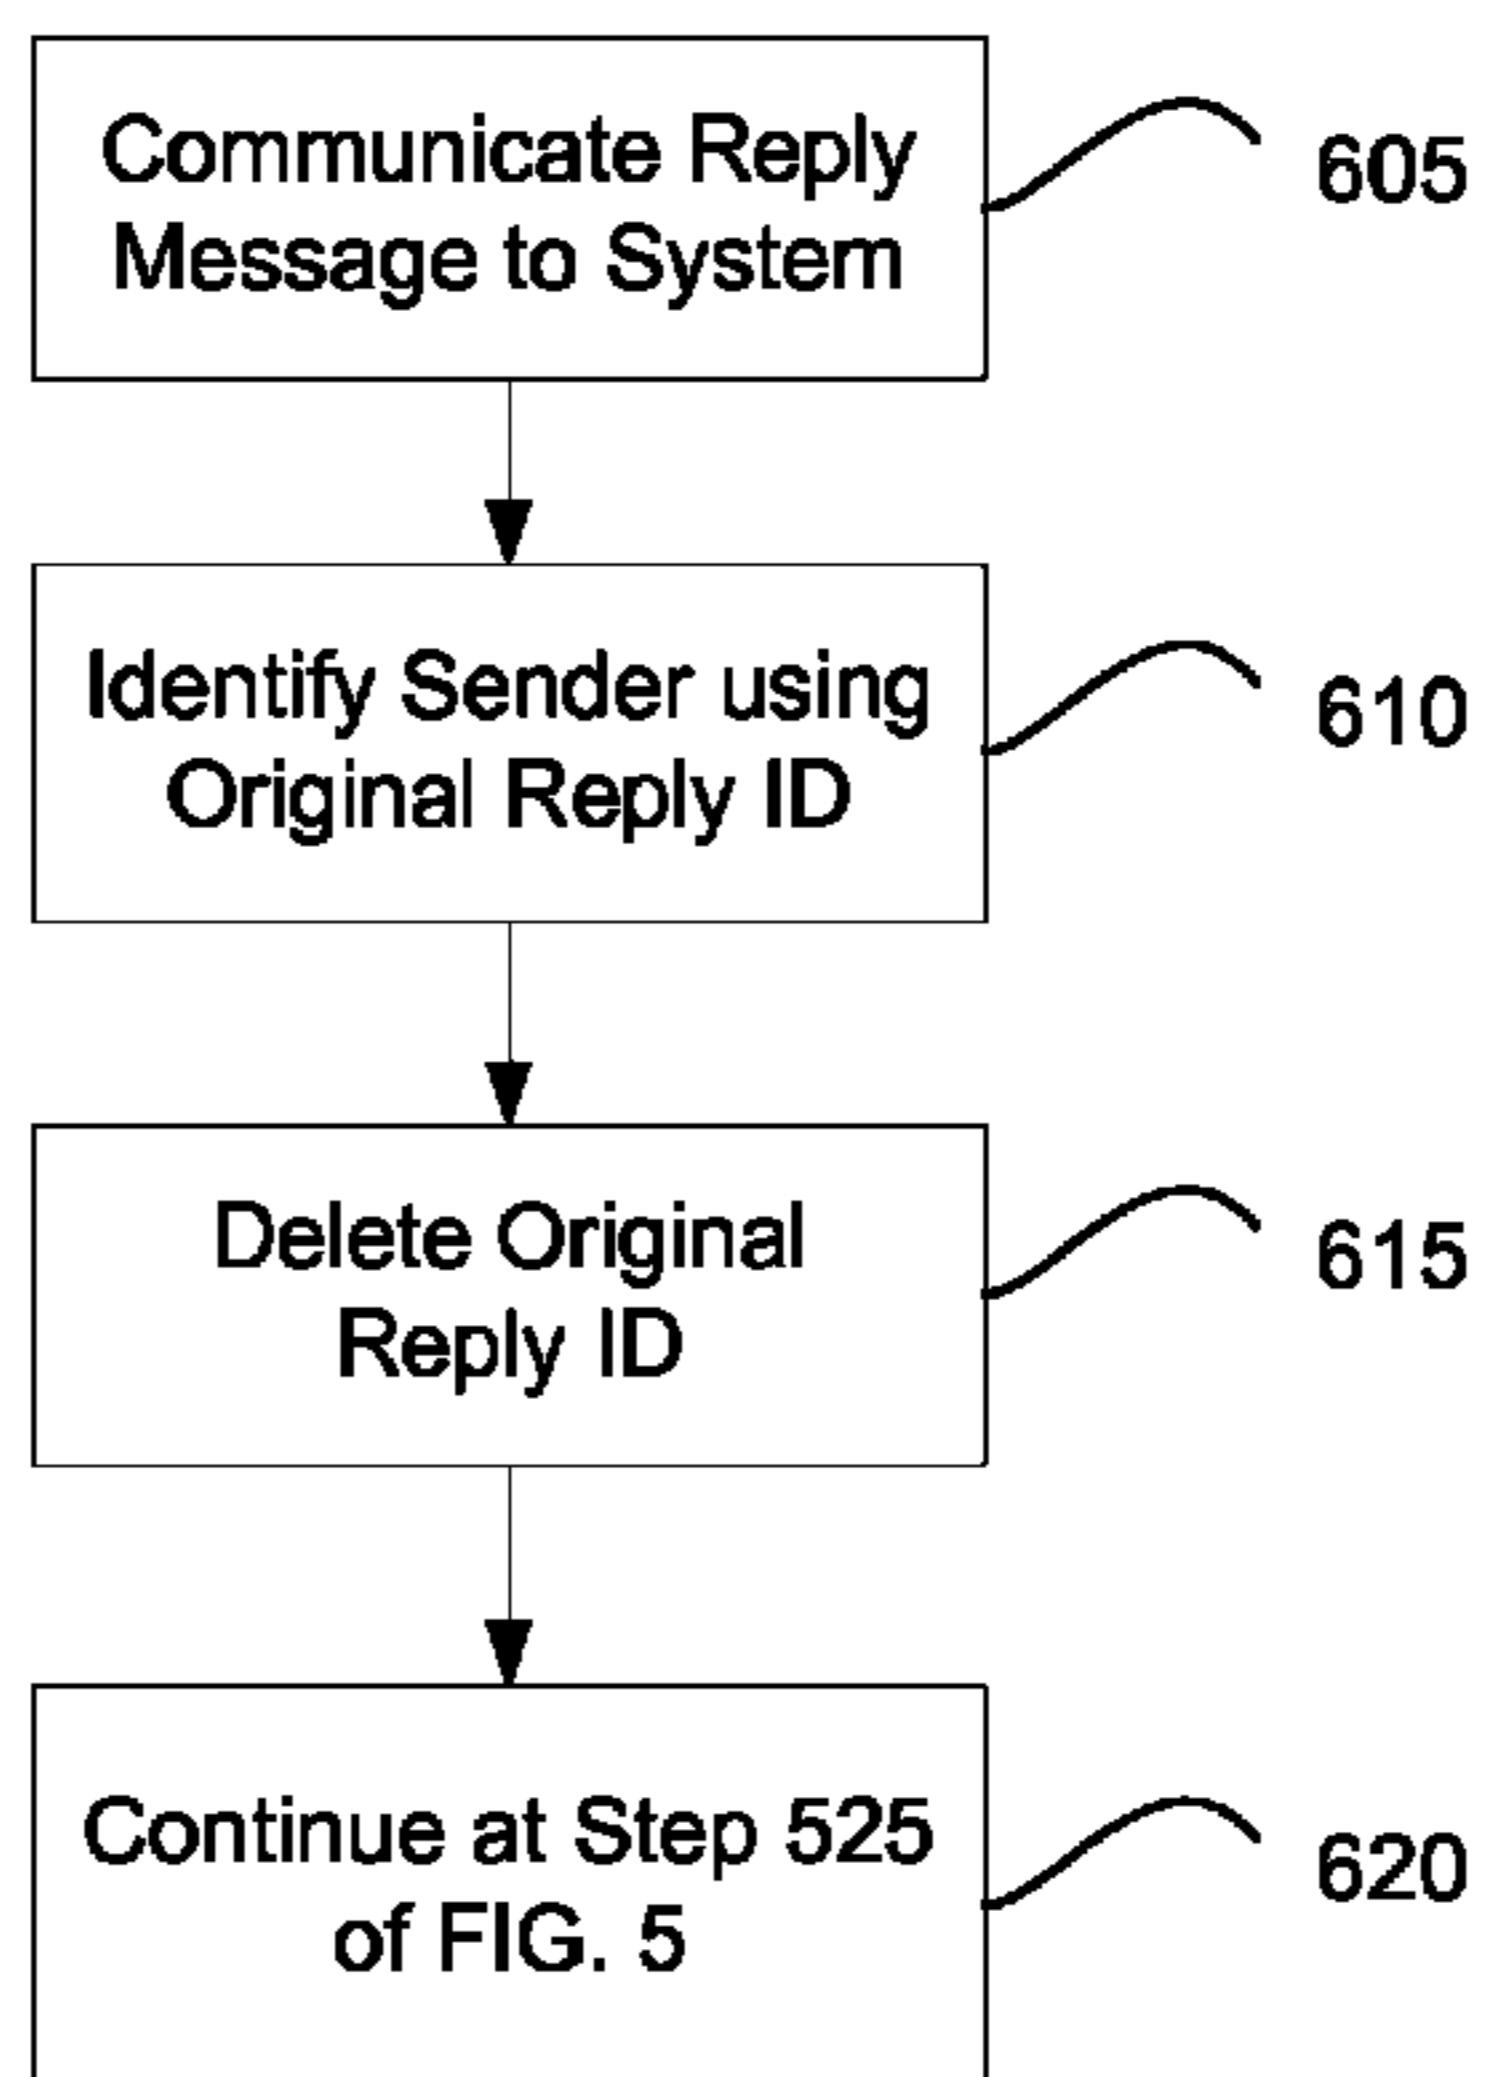 Communicate Reply
Message to System
605
Identify Sender using
Original Reply ID
610
Delete Original
Reply ID
615
Continue at Step 525
of FIG. 5
620